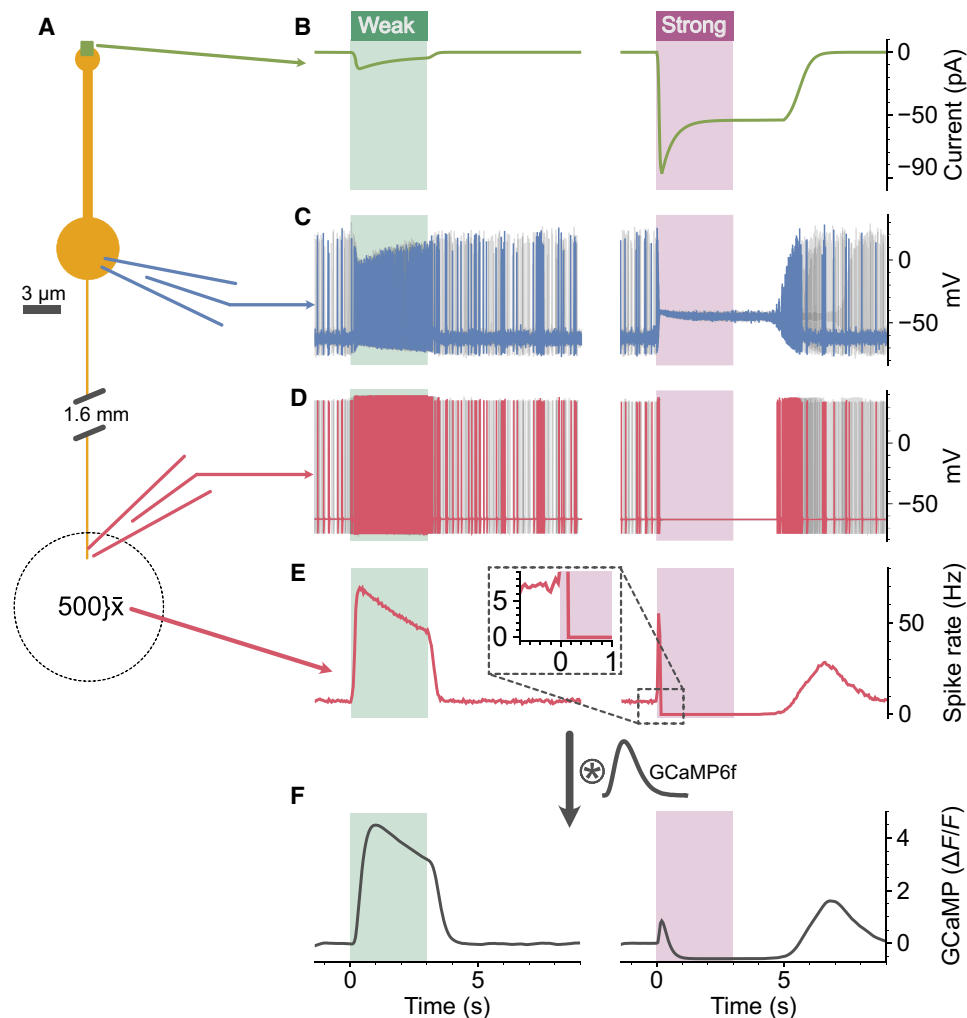 A
3 µm
1.6 mm
500}x̄
B
Weak
Strong
0
−50
−90
Current (pA)
C
0
−50
mV
D
0
−50
mV
E
5
0
0
1
50
0
Spike rate (Hz)
GCaMP6f
F
4
2
0
GCaMP (ΔF/F)
0
5
0
5
Time (s)
Time (s)